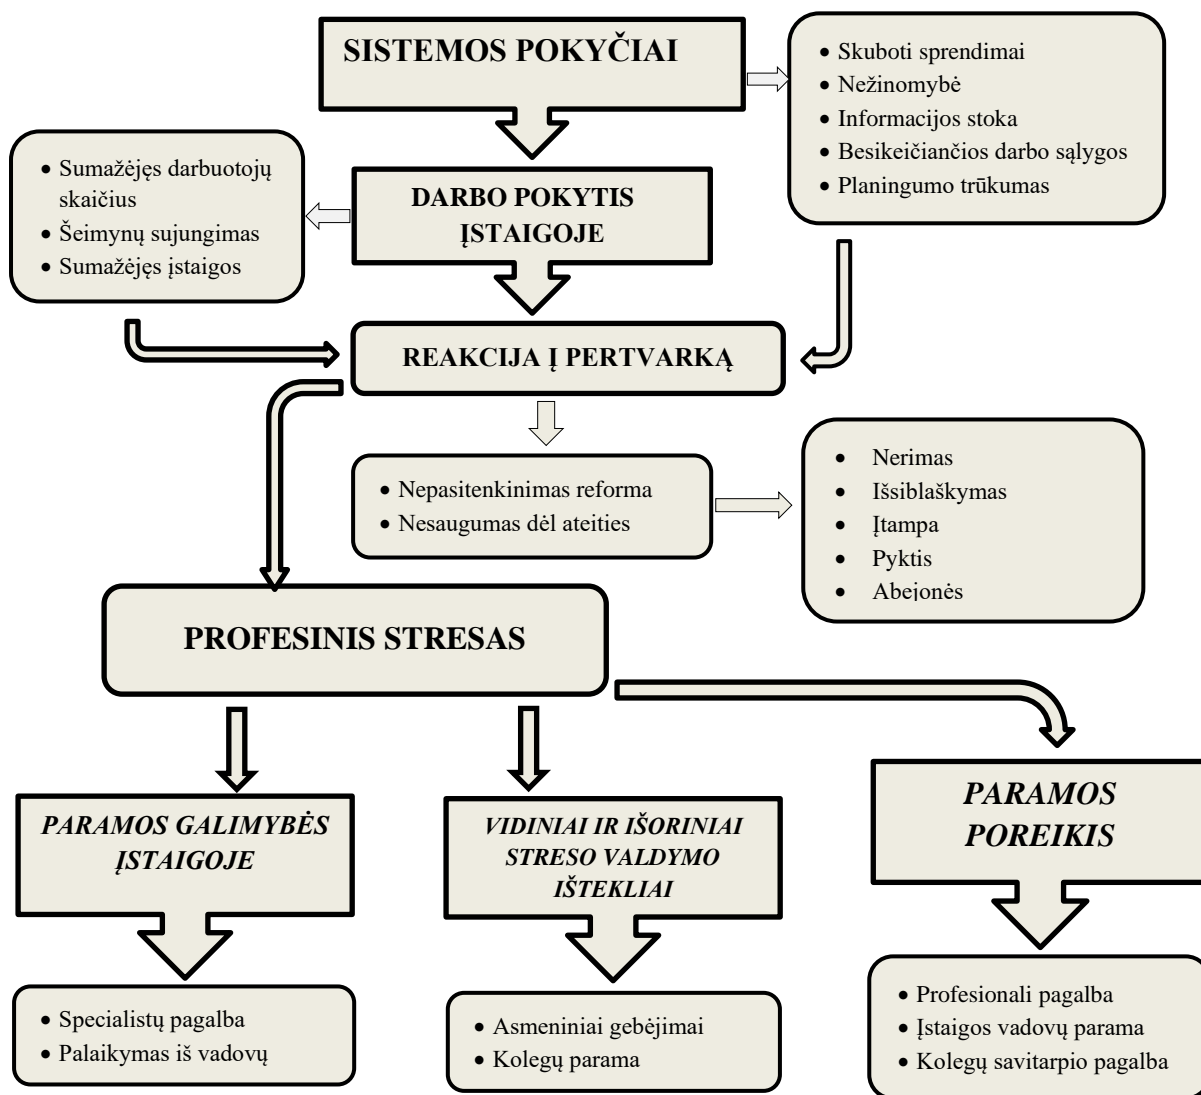 SISTEMOS POKYČIAI
• Skuboti sprendimai
• Nežinomybė
• Informacijos stoka
• Besikeičiančios darbo sąlygos
• Planingumo trūkumas
• Sumažėjęs darbuotojų
skaičius
• Šeimynų sujungimas
• Sumažėjęs įstaigos
DARBO POKYTIS
ĮSTAIGOJE
REAKCIJA Į PERTVARKĄ
• Nepasitenkinimas reforma
• Nesaugumas dėl ateities
• Nerimas
• Išsiblaškymas
• Įtampa
• Pyktis
• Abejonės
PROFESINIS STRESAS
PARAMOS GALIMYBĖS
ĮSTAIGOJE
VIDINIAI IR IŠORINIAI
STRESO VALDYMO
IŠTEKLIAI
PARAMOS
POREIKIS
• Specialistų pagalba
• Palaikymas iš vadovų
• Asmeniniai gebėjimai
• Kolegų parama
• Profesionali pagalba
• Įstaigos vadovų parama
• Kolegų savitarpio pagalba